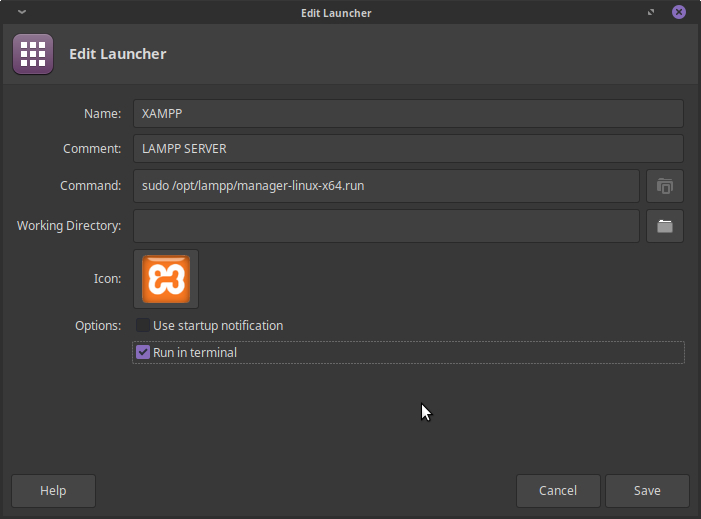 Edit Launcher
Edit Launcher
Name: XAMPP
Comment: LAMPP SERVER
Command: sudo /opt/lampp/manager-linux-x64.run
Working Directory:
Icon:
Options: Use startup notification
Run in terminal
Help Cancel Save